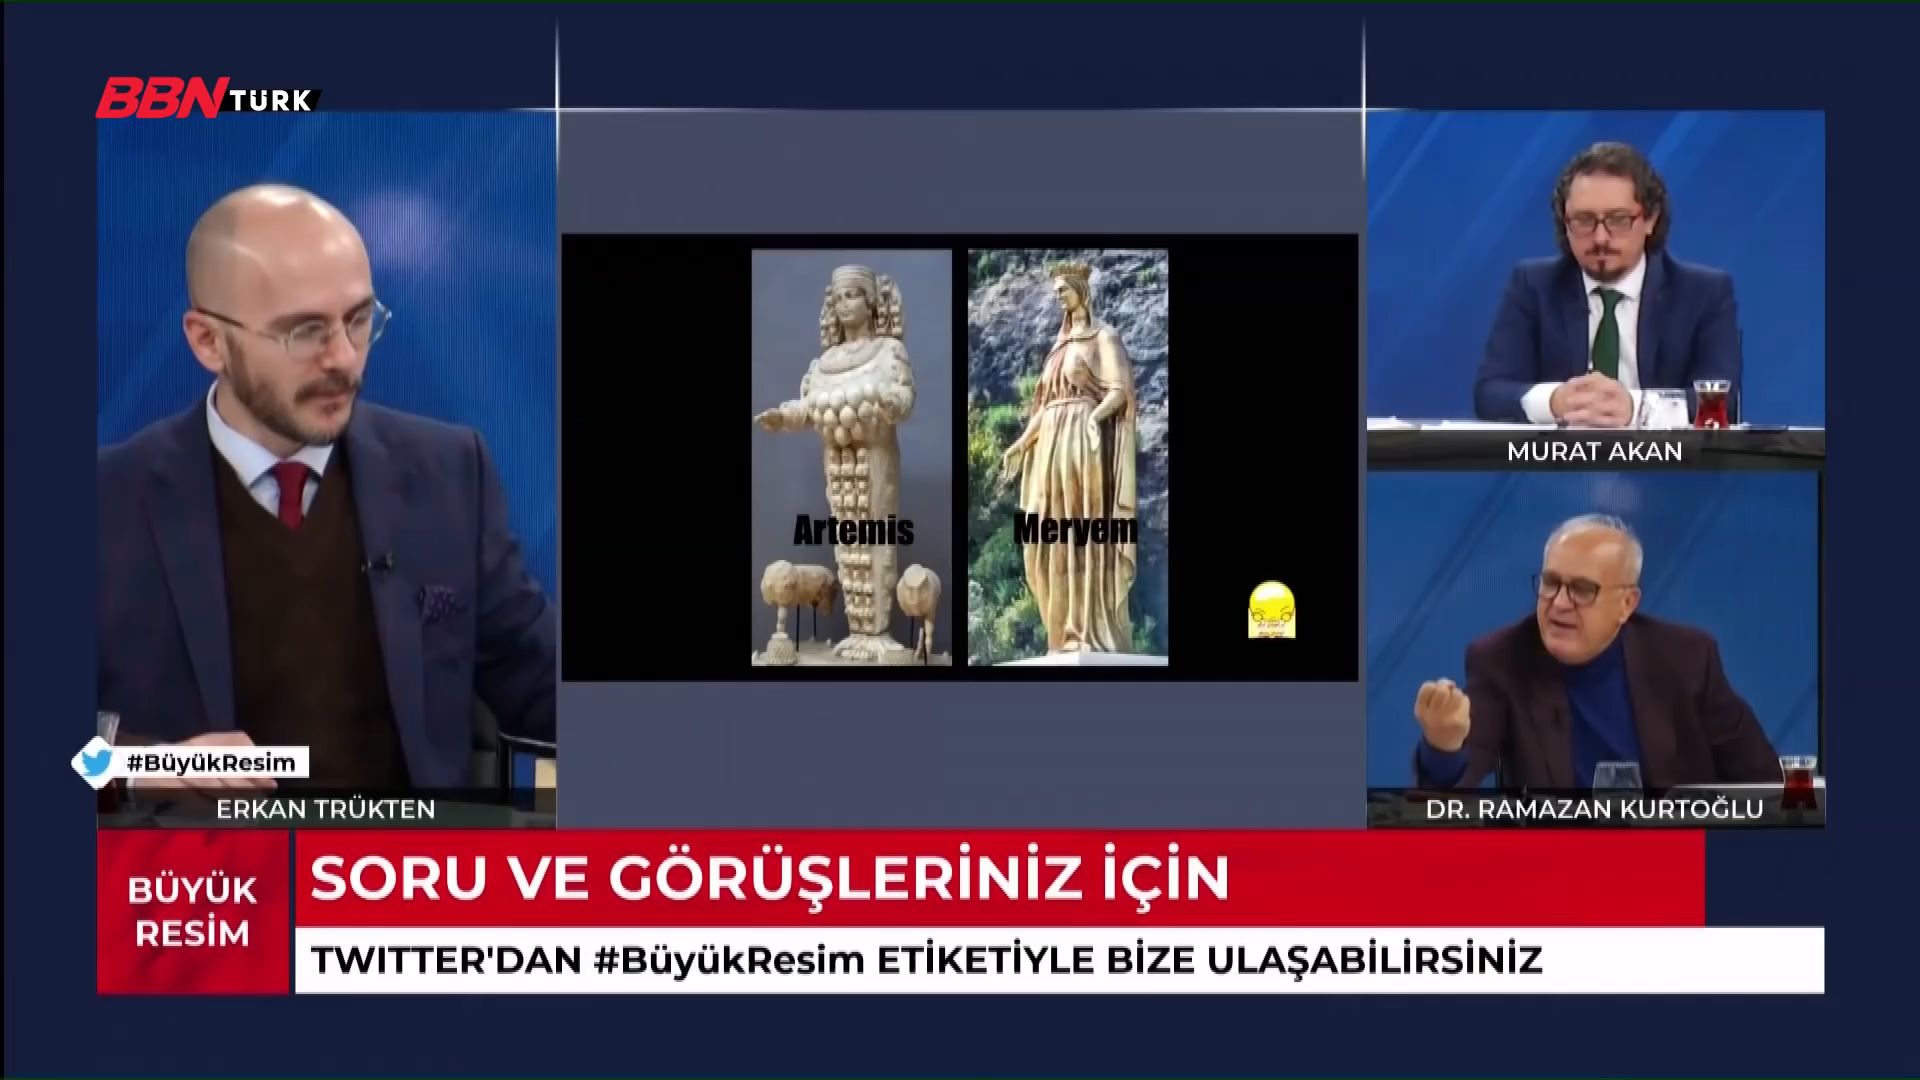 BBN TÜRK
Artemis
Meryem
MURAT AKAN
#BüyükResim
ERKAN TRÜKTEN
DR. RAMAZAN KURTOĞLU
BÜYÜK
RESİM
SORU VE GÖRÜŞLERİNİZ İÇİN
TWITTER'DAN #BüyükResim ETİKETİYLE BİZE ULAŞABİLİRSİNİZ